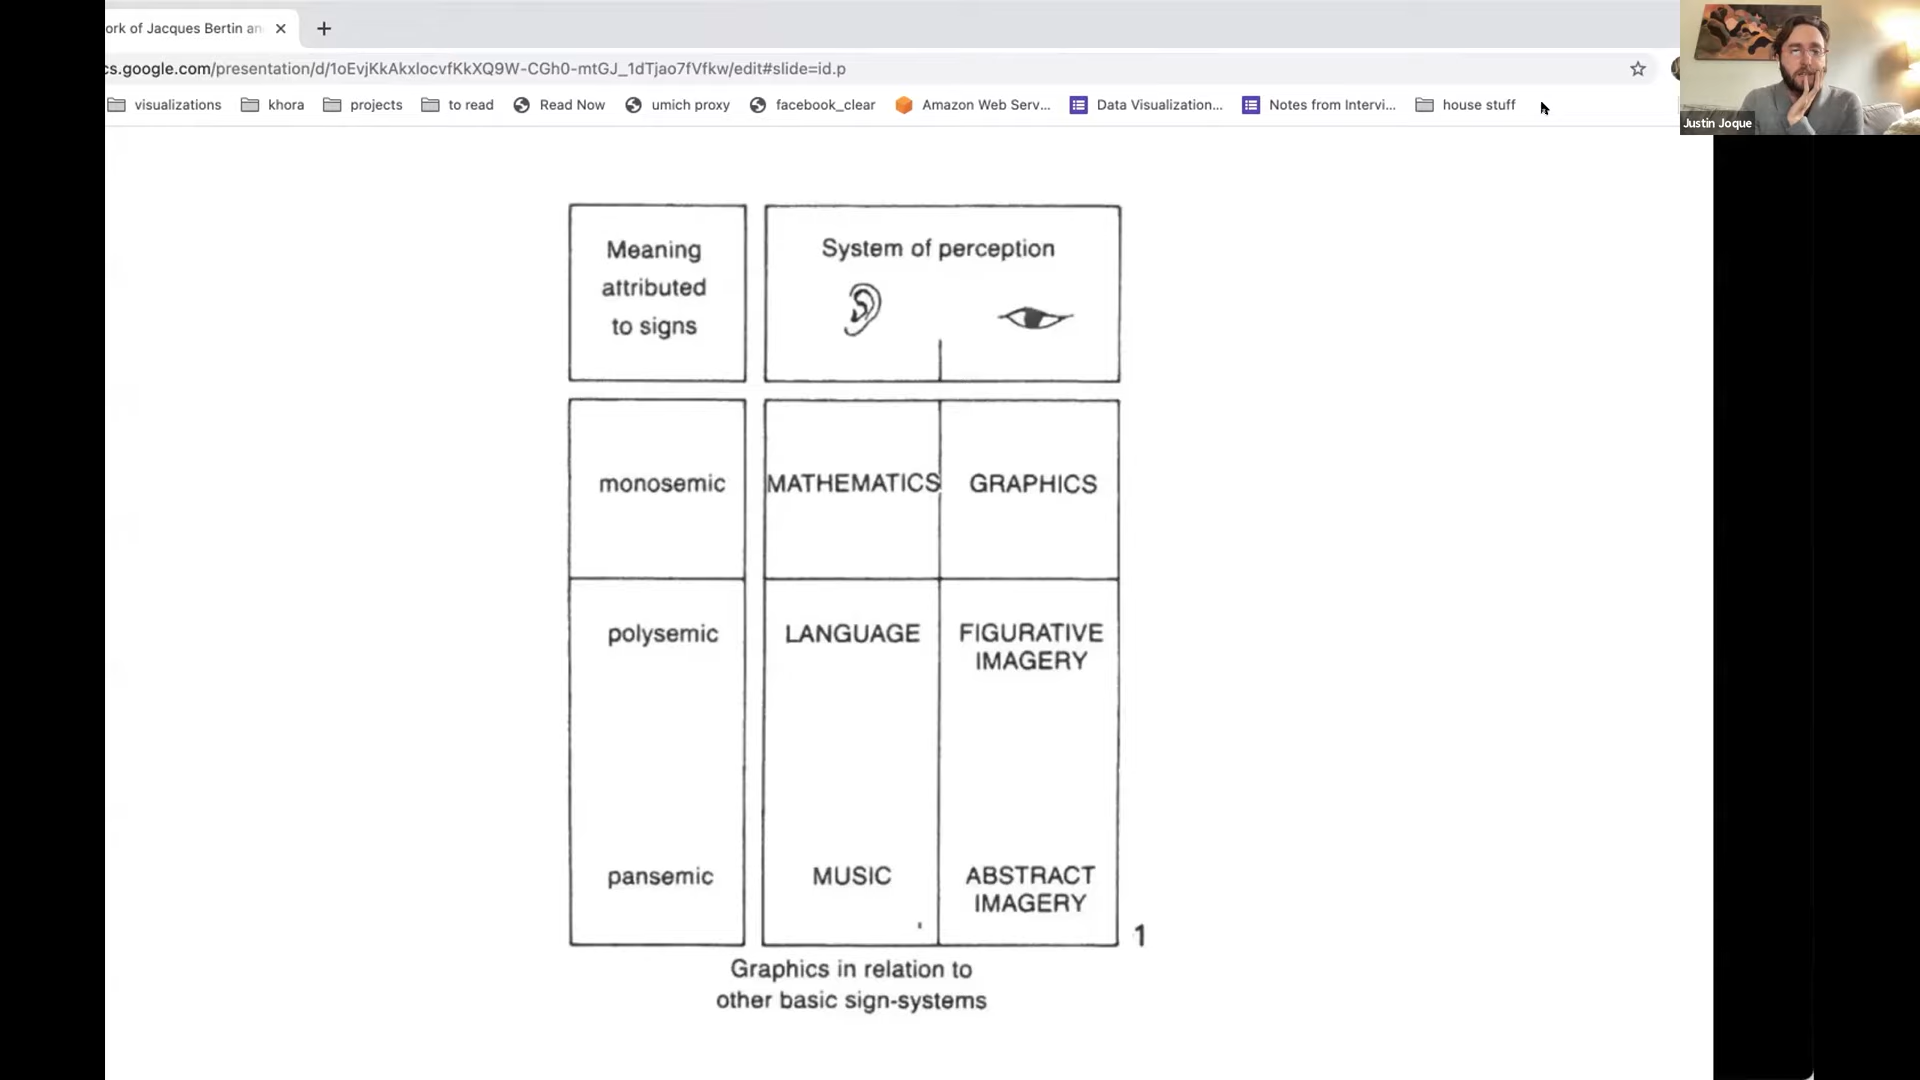 ork of Jacques Bertin an
cs.google.com/presentation/d/1oEvjKkAkxlocvfKkXQ9W-CGh0-mtGJ_1dTjao7fVfkw/edit#slide=id.p
visualizations khora projects to read Read Now umich proxy facebook_clear Amazon Web Serv... Data Visualization... Notes from Intervi... house stuff
Justin Joque
Meaning
attributed
to signs
System of perception
monosemic
MATHEMATICS
GRAPHICS
polysemic
LANGUAGE
FIGURATIVE
IMAGERY
pansemic
MUSIC
ABSTRACT
IMAGERY
1
Graphics in relation to
other basic sign-systems